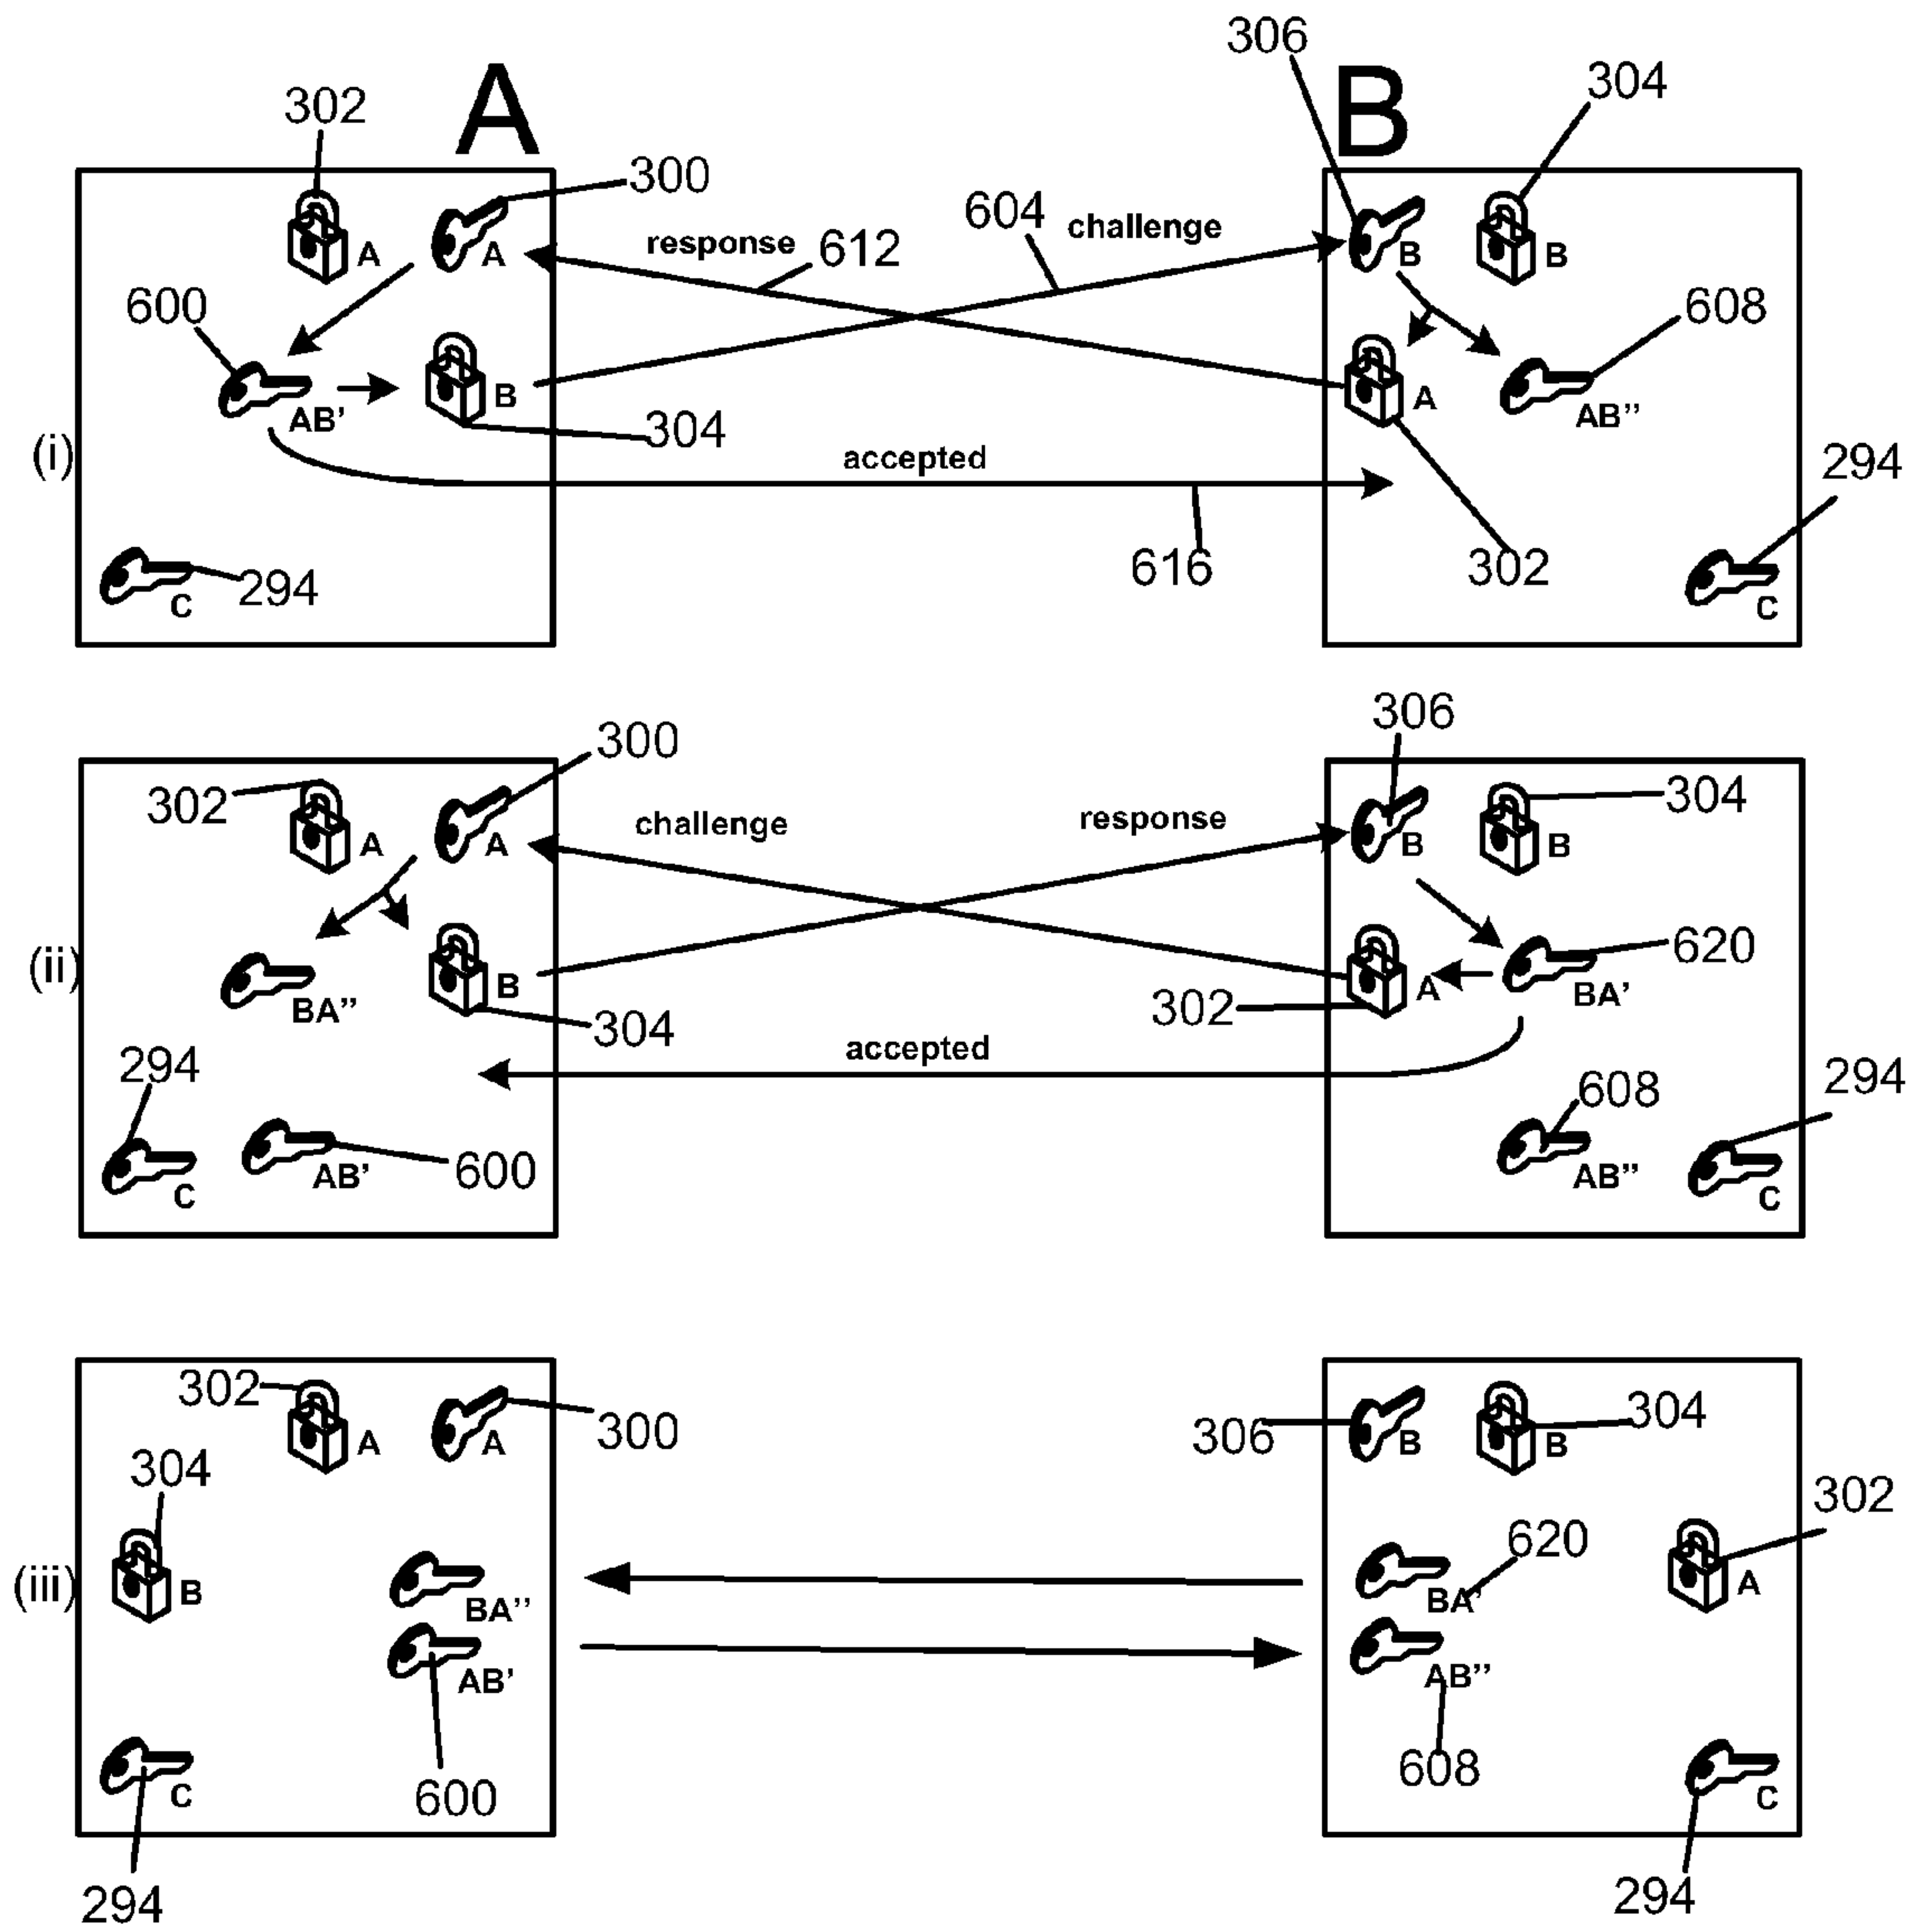 306
A
B
302
304
300
604
challenge
response
612
A
A
B
B
600
608
AB’
B
A
AB’’
304
(i)
accepted
294
616
302
294
C
C
300
306
302
challenge
response
304
A
A
B
B
(ii)
BA’’
B
A
BA’
620
304
302
accepted
294
294
608
AB’
600
AB’’
C
C
302
300
306
304
A
A
B
B
304
302
620
(iii)
B
BA’’
BA’
A
AB’
AB’’
608
C
600
C
294
294